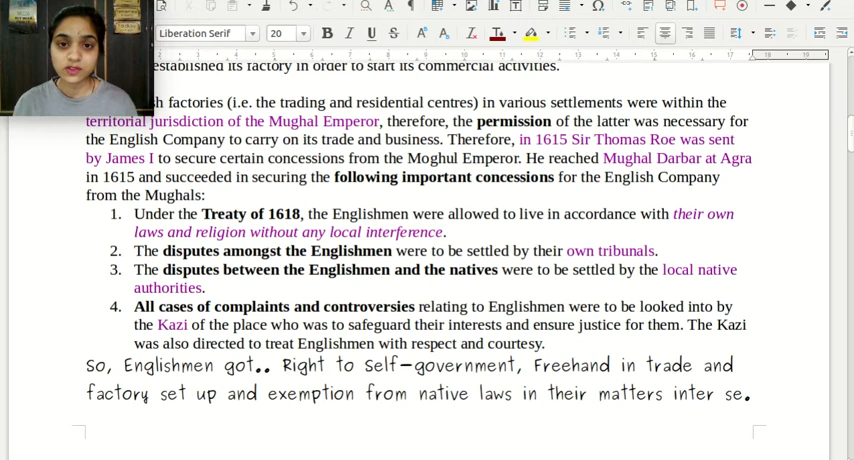 Liberation Serif
20
established its factory in order to start its commercial activities.
factories (i.e. the trading and residential centres) in various settlements were within the
territorial jurisdiction of the Mughal Emperor, therefore, the permission of the latter was necessary for
the English Company to carry on its trade and business. Therefore, in 1615 Sir Thomas Roe was sent
by James I to secure certain concessions from the Moghul Emperor. He reached Mughal Darbar at Agra
in 1615 and succeeded in securing the following important concessions for the English Company
from the Mughals:
1. Under the Treaty of 1618, the Englishmen were allowed to live in accordance with their own
laws and religion without any local interference.
2. The disputes amongst the Englishmen were to be settled by their own tribunals.
3. The disputes between the Englishmen and the natives were to be settled by the local native
authorities.
4. All cases of complaints and controversies relating to Englishmen were to be looked into by
the Kazi of the place who was to safeguard their interests and ensure justice for them. The Kazi
was also directed to treat Englishmen with respect and courtesy.
So, Englishmen got.. Right to Self-government, Freehand in trade and
factory set up and exemption from native laws in their matters inter se.